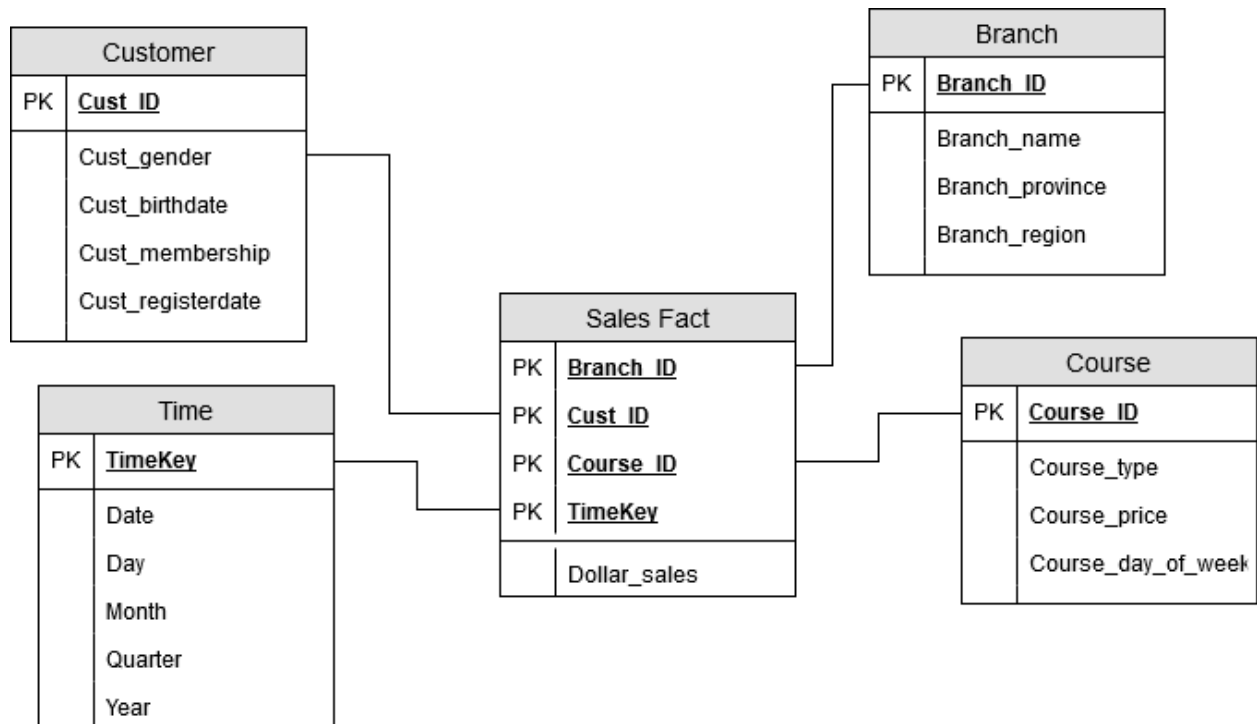 Customer
PK Cust_ID
Cust_gender
Cust_birthdate
Cust_membership
Cust_registerdate
Branch
PK Branch_ID
Branch_name
Branch_province
Branch_region
Sales Fact
PK Branch_ID
PK Cust_ID
PK Course_ID
PK TimeKey
Dollar_sales
Time
PK TimeKey
Date
Day
Month
Quarter
Year
Course
PK Course_ID
Course_type
Course_price
Course_day_of_week